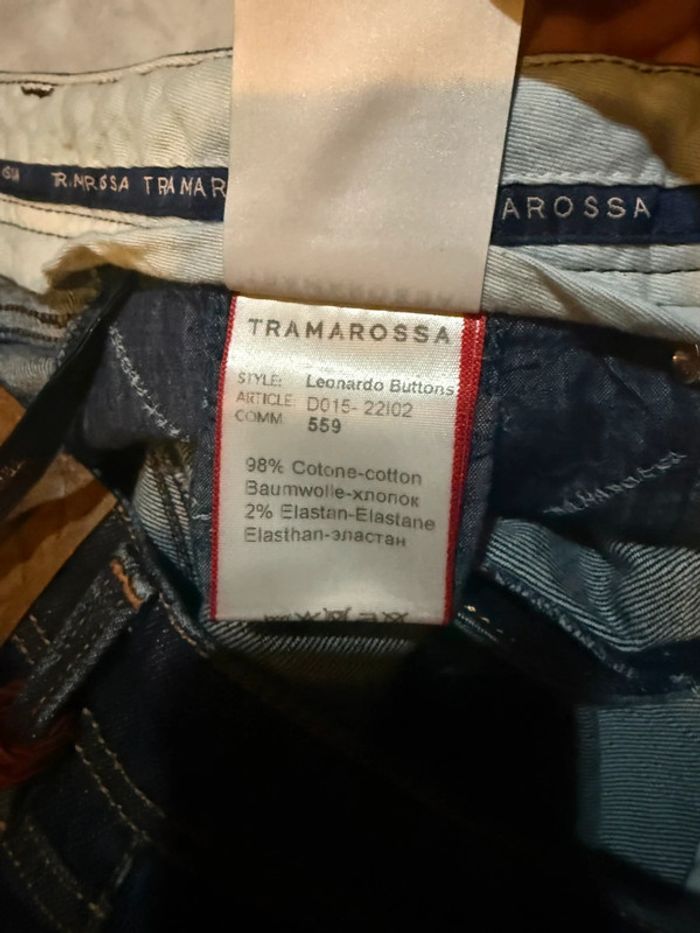 TRAMAROSSA TRAMAR
AROSSA
TRAMAROSSA
STYLE: Leonardo Buttons
ARTICLE: D015- 22I02
COMM. 559
98% Cotone-cotton
Baumwolle-хлопок
2% Elastan-Elastane
Elasthan-эластан